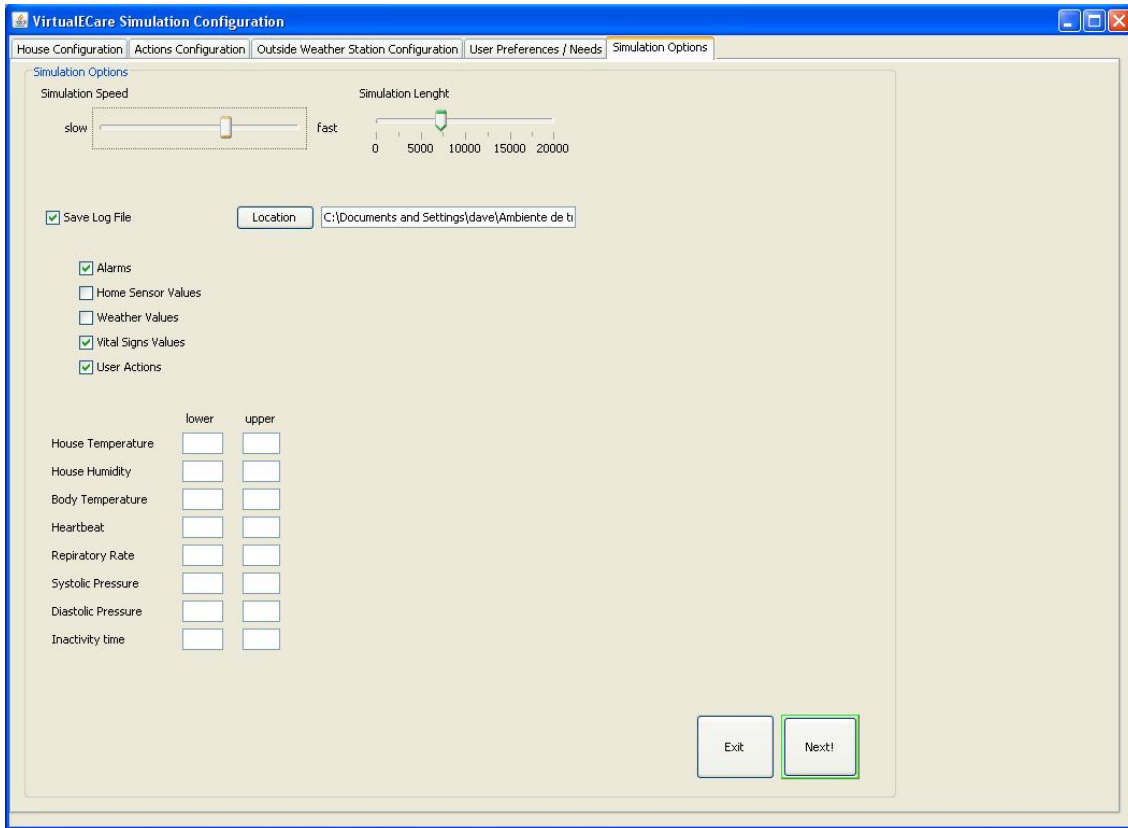 VirtualECare Simulation Configuration
House Configuration Actions Configuration Outside Weather Station Configuration User Preferences / Needs Simulation Options
Simulation Options
Simulation Speed Simulation Lenght
slow fast
0 5000 10000 15000 20000
Save Log File Location C:\Documents and Settings\dave\Ambiente de
Alarms
Home Sensor Values
Weather Values
Vital Signs Values
User Actions
lower upper
House Temperature
House Humidity
Body Temperature
Heartbeat
Repiratory Rate
Systolic Pressure
Diastolic Pressure
Inactivity time
Exit Next!